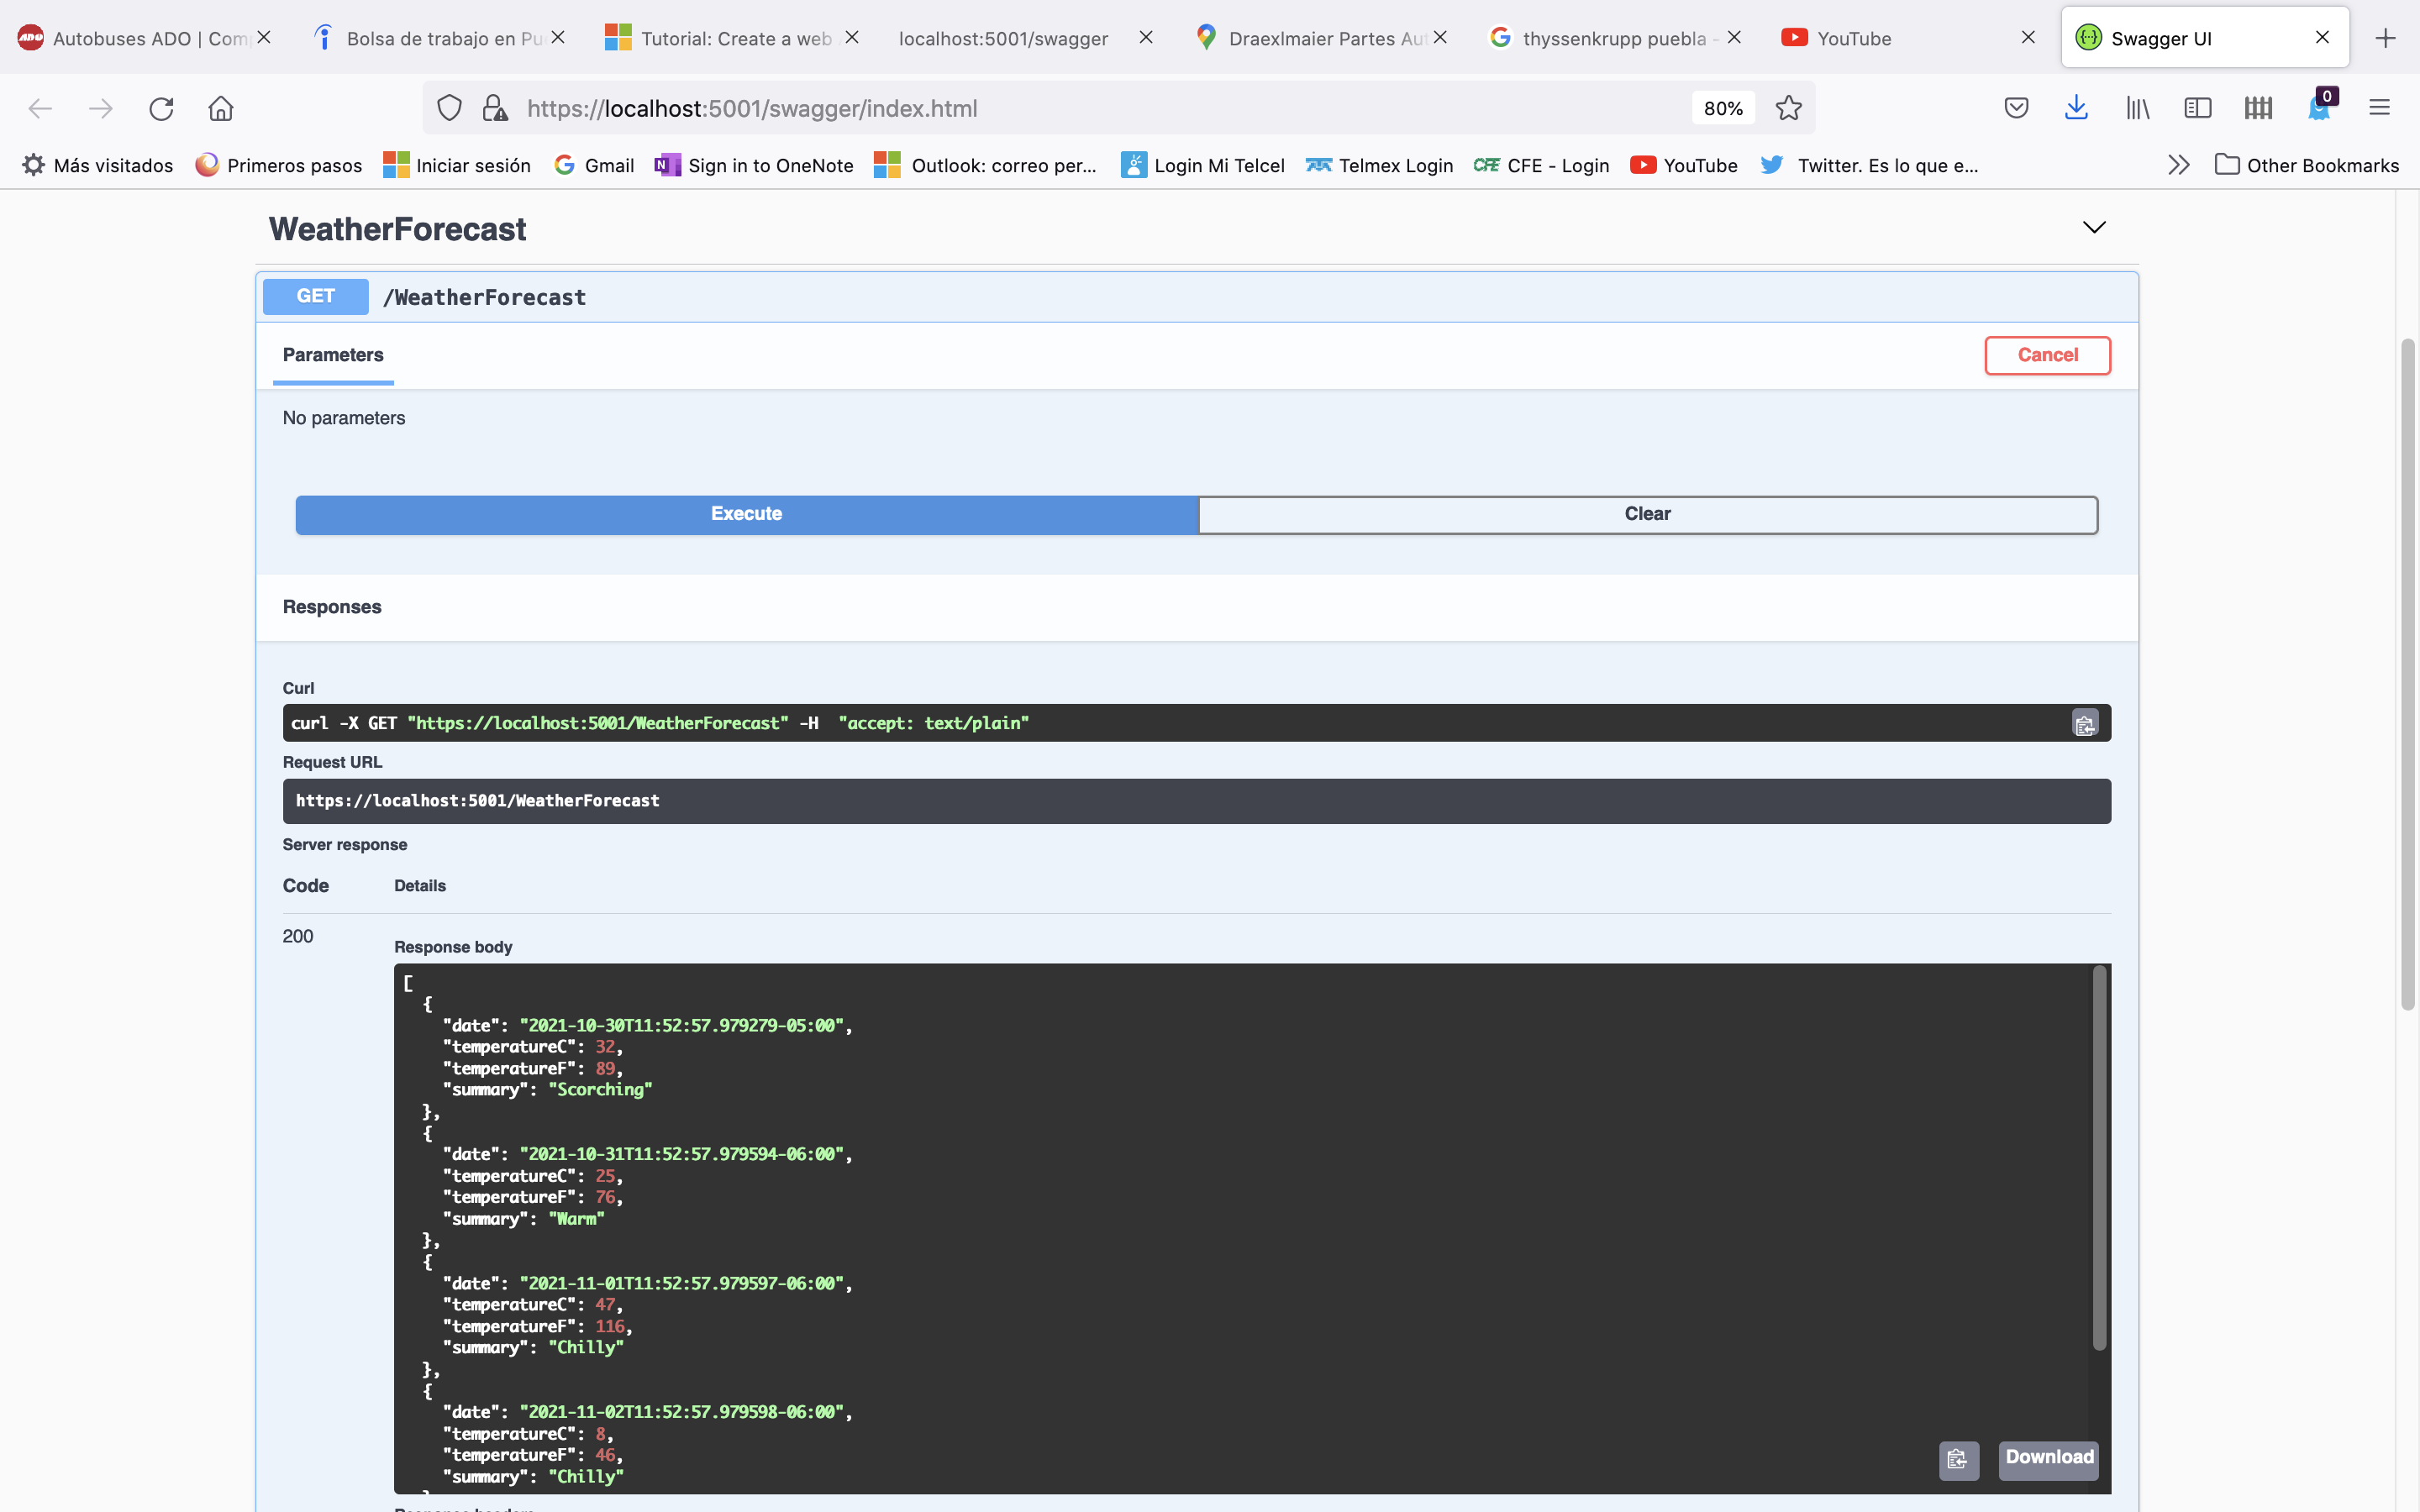 Autobuses ADO | Com
Bolsa de trabajo en Pu
Tutorial: Create a web
localhost:5001/swagger
Draexlmaier Partes Aut
thyssenkrupp puebla -
YouTube
Swagger UI
https://localhost:5001/swagger/index.html
80%
0
Más visitados
Primeros pasos
Iniciar sesión
Gmail
Sign in to OneNote
Outlook: correo per...
Login Mi Telcel
Telmex Login
CFE CFE - Login
YouTube
Twitter. Es lo que e...
Other Bookmarks
WeatherForecast
GET /WeatherForecast
Parameters
Cancel
No parameters
Execute
Clear
Responses
Curl
curl -X GET "https://localhost:5001/WeatherForecast" -H  "accept: text/plain"
Request URL
https://localhost:5001/WeatherForecast
Server response
Code Details
200
Response body
[
{
"date": "2021-10-30T11:52:57.979279-05:00",
"temperatureC": 32,
"temperatureF": 89,
"summary": "Scorching"
},
{
"date": "2021-10-31T11:52:57.979594-06:00",
"temperatureC": 25,
"temperatureF": 76,
"summary": "Warm"
},
{
"date": "2021-11-01T11:52:57.979597-06:00",
"temperatureC": 47,
"temperatureF": 116,
"summary": "Chilly"
},
{
"date": "2021-11-02T11:52:57.979598-06:00",
"temperatureC": 8,
"temperatureF": 46,
"summary": "Chilly"
Download